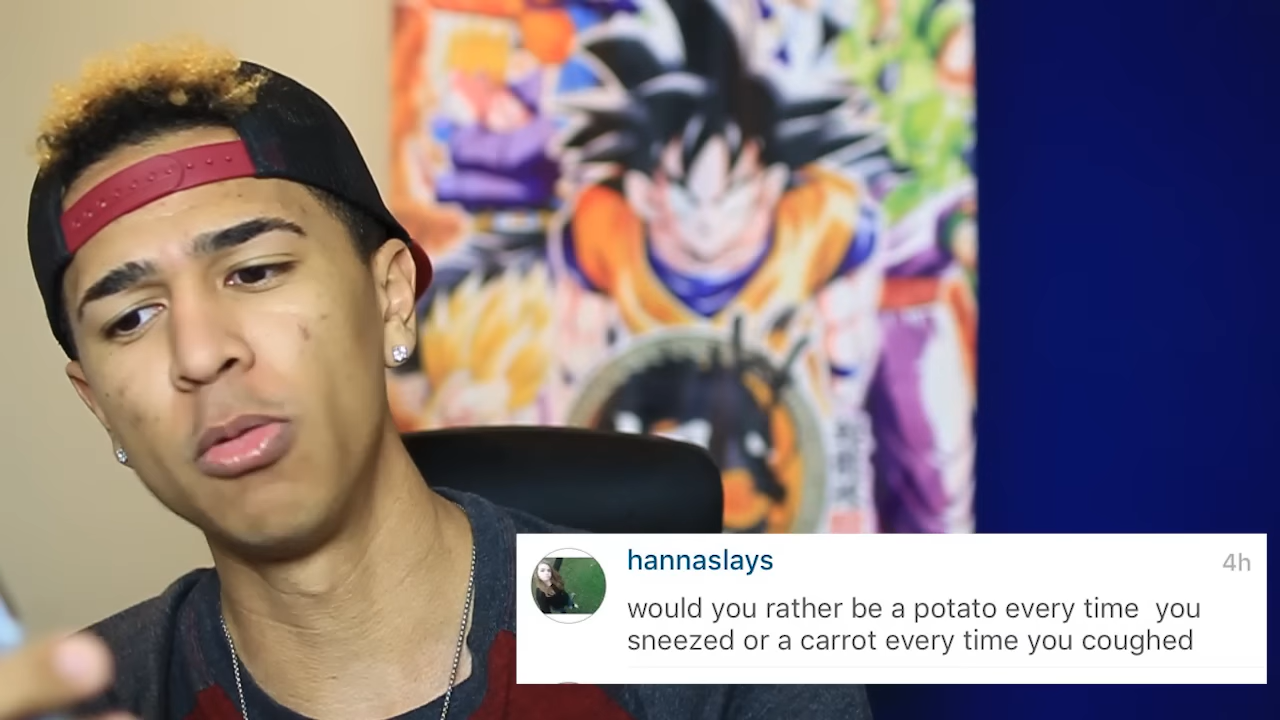 hannaslays
4h
would you rather be a potato every time  you
sneezed or a carrot every time you coughed